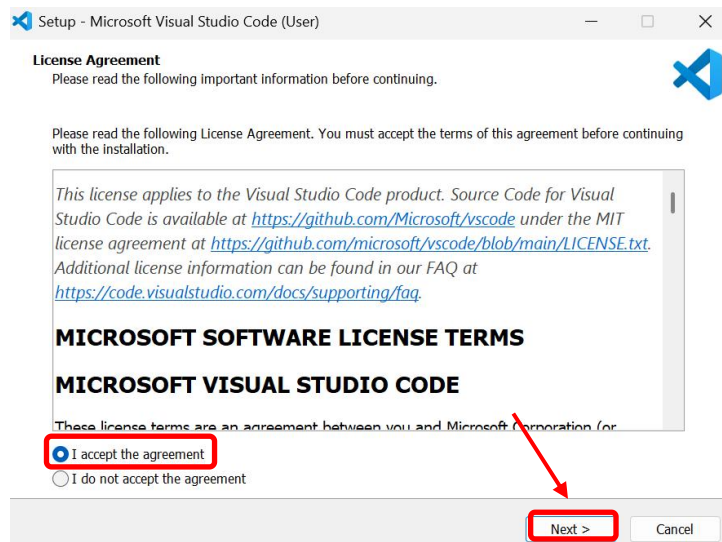 Setup - Microsoft Visual Studio Code (User)
License Agreement
Please read the following important information before continuing.
Please read the following License Agreement. You must accept the terms of this agreement before continuing
with the installation.
This license applies to the Visual Studio Code product. Source Code for Visual
Studio Code is available at https://github.com/Microsoft/vscode under the MIT
license agreement at https://github.com/microsoft/vscode/blob/main/LICENSE.txt.
Additional license information can be found in our FAQ at
https://code.visualstudio.com/docs/supporting/faq.
MICROSOFT SOFTWARE LICENSE TERMS
MICROSOFT VISUAL STUDIO CODE
These license terms are an agreement between you and Microsoft Corporation (or
I accept the agreement
I do not accept the agreement
Next >
Cancel